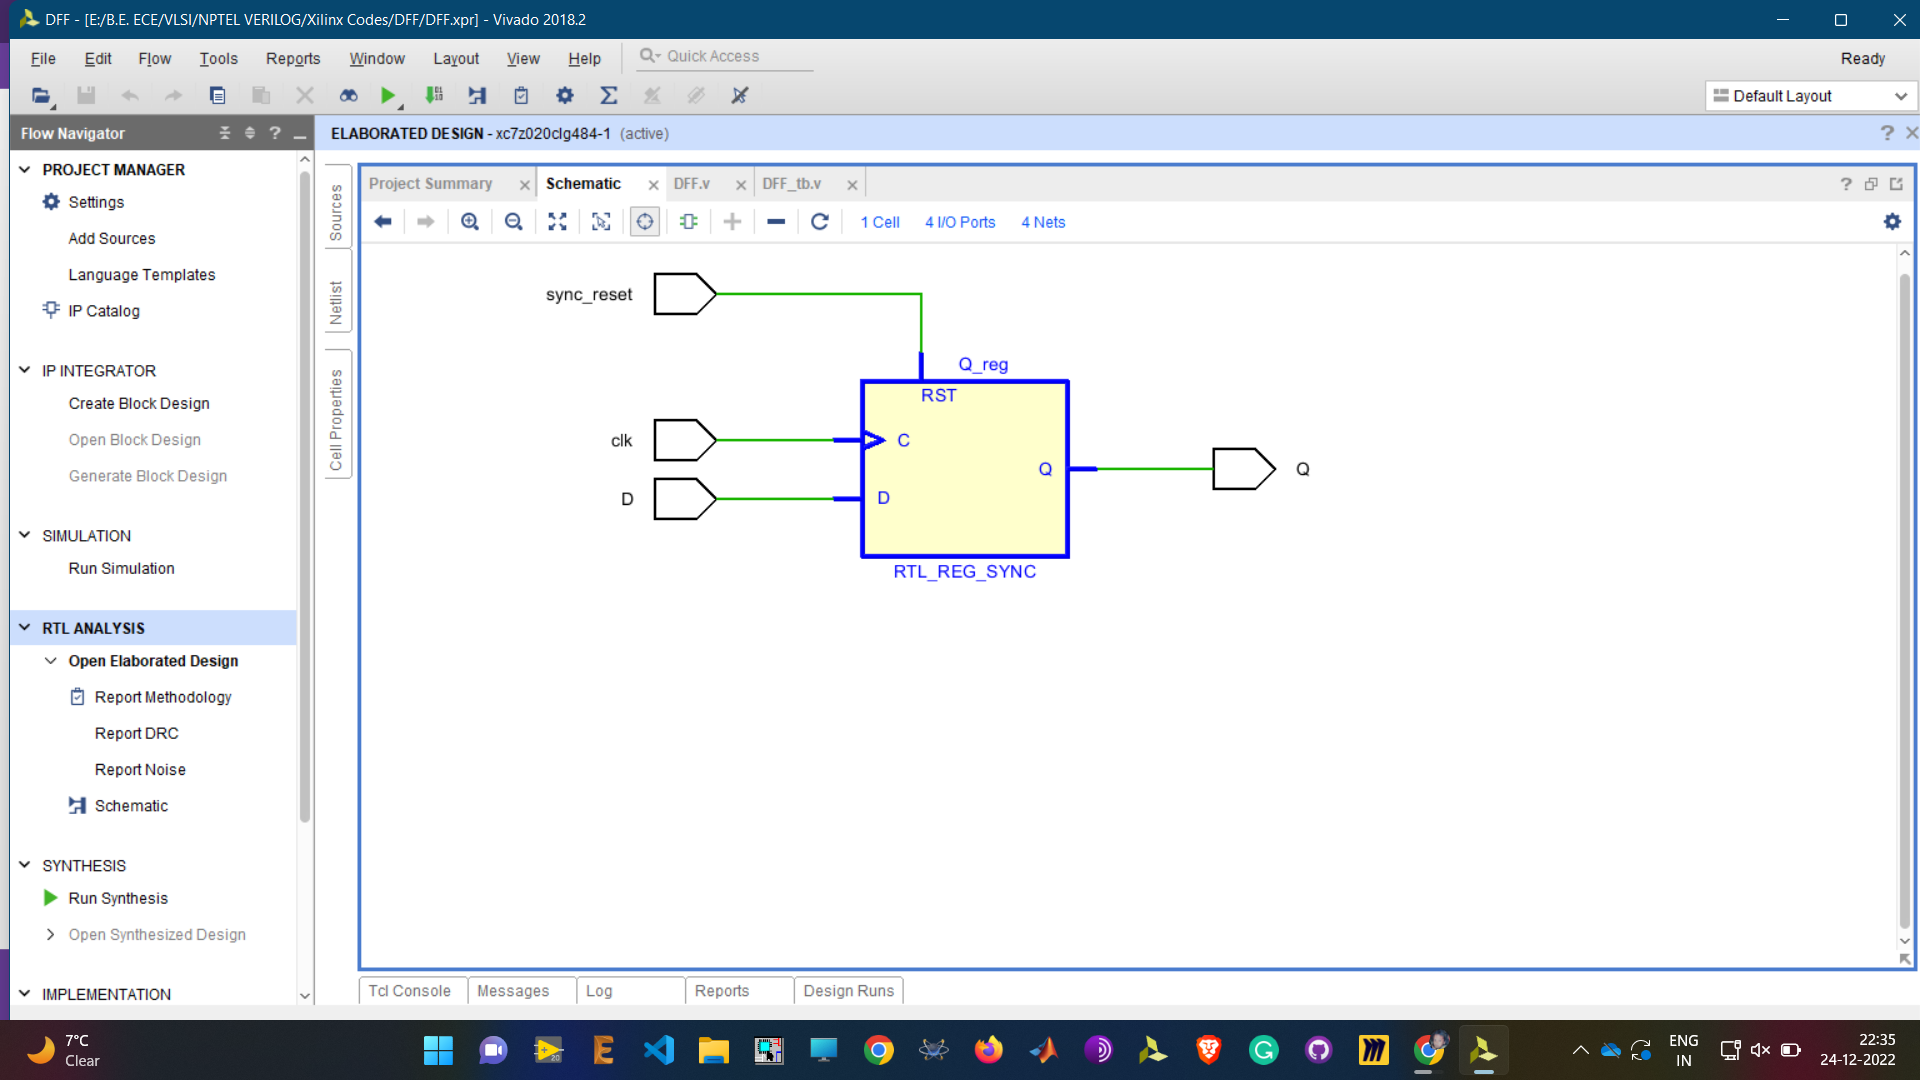 DFF - [E:/B.E. ECE/VLSI/NPTEL VERILOG/Xilinx Codes/DFF/DFF.xpr] - Vivado 2018.2
File Edit Flow Tools Reports Window Layout View Help Quick Access Ready
Default Layout
Flow Navigator
ELABORATED DESIGN - xc7z020clg484-1 (active)
PROJECT MANAGER
Settings
Add Sources
Language Templates
IP Catalog
IP INTEGRATOR
Create Block Design
Open Block Design
Generate Block Design
SIMULATION
Run Simulation
RTL ANALYSIS
Open Elaborated Design
Report Methodology
Report DRC
Report Noise
Schematic
SYNTHESIS
Run Synthesis
Open Synthesized Design
IMPLEMENTATION
Sources
Netlist
Cell Properties
Project Summary Schematic DFF.v DFF_tb.v
1 Cell 4 I/O Ports 4 Nets
sync_reset
Q_reg
RST
clk
C
Q
Q
D
D
RTL_REG_SYNC
Tcl Console Messages Log Reports Design Runs
7°C
Clear
ENG
IN
22:35
24-12-2022